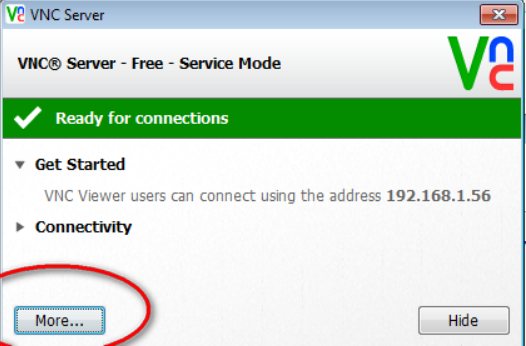 VNC Server
VNC® Server - Free - Service Mode
Ready for connections
Get Started
VNC Viewer users can connect using the address 192.168.1.56
Connectivity
More...
Hide